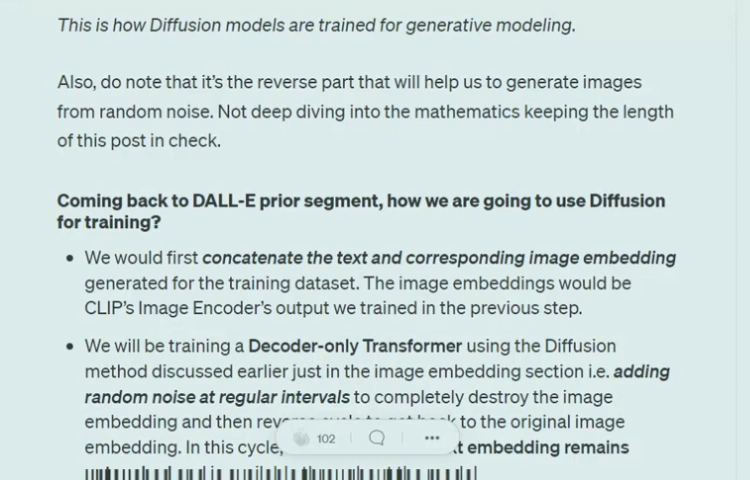 This is how Diffusion models are trained for generative modeling.
Also, do note that it's the reverse part that will help us to generate images
from random noise. Not deep diving into the mathematics keeping the length
of this post in check.
Coming back to DALL-E prior segment, how we are going to use Diffusion
for training?
• We would first concatenate the text and corresponding image embedding
generated for the training dataset. The image embeddings would be
CLIP's Image Encoder's output we trained in the previous step.
• We will be training a Decoder-only Transformer using the Diffusion
method discussed earlier just in the image embedding section i.e. adding
random noise at regular intervals to completely destroy the image
embedding and then to the original image
102
embedding. In this cycle, embedding remains